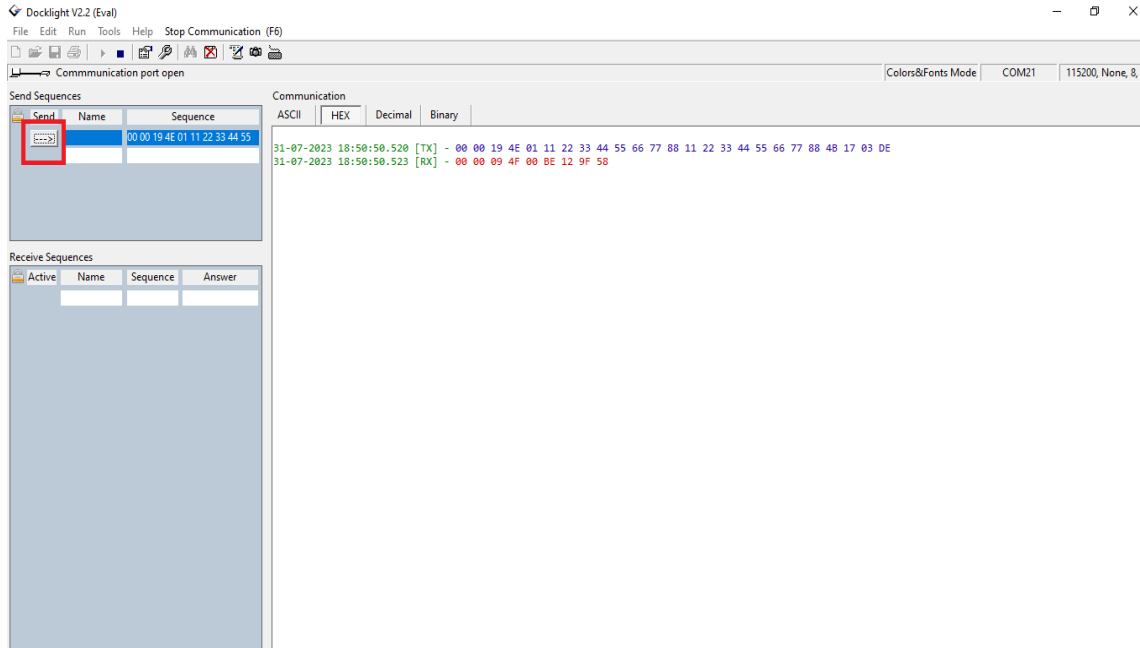 Docklight V2.2 (Eval)
File Edit Run Tools Help Stop Communication (F6)
Commmunication port open
Colors&Fonts Mode COM21 115200, None, 8,
Send Sequences
Send Name Sequence
--->
00 00 19 4E 01 11 22 33 44 55
Receive Sequences
Active Name Sequence Answer
Communication
ASCII HEX Decimal Binary
31-07-2023 18:50:50.520 [TX] - 00 00 19 4E 01 11 22 33 44 55 66 77 88 11 22 33 44 55 66 77 88 4B 17 03 DE
31-07-2023 18:50:50.523 [RX] - 00 00 09 4F 00 BE 12 9F 58